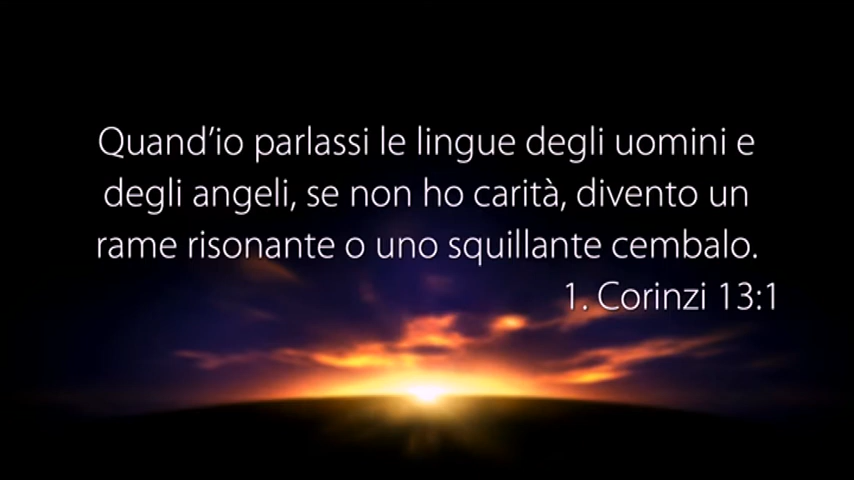 Quand’io parlassi le lingue degli uomini e
degli angeli, se non ho carità, divento un
rame risonante o uno squillante cembalo.
1. Corinzi 13:1